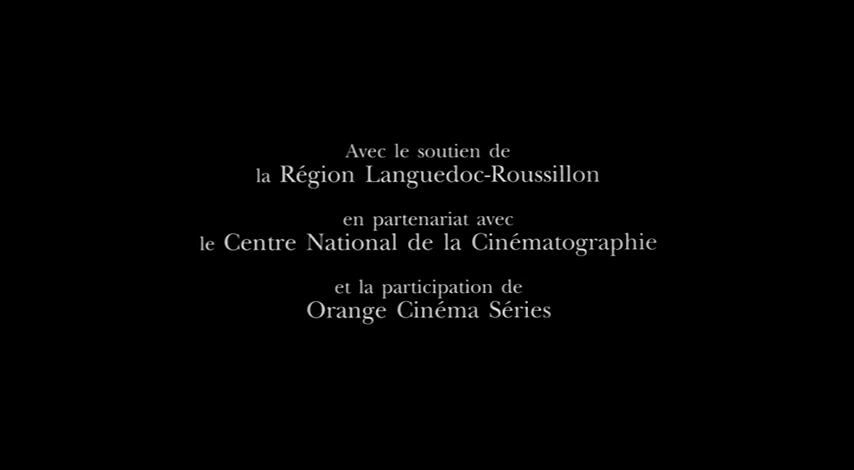 Avec le soutien de
la Région Languedoc-Roussillon
en partenariat avec
le Centre National de la Cinématographie
et la participation de
Orange Cinéma Séries